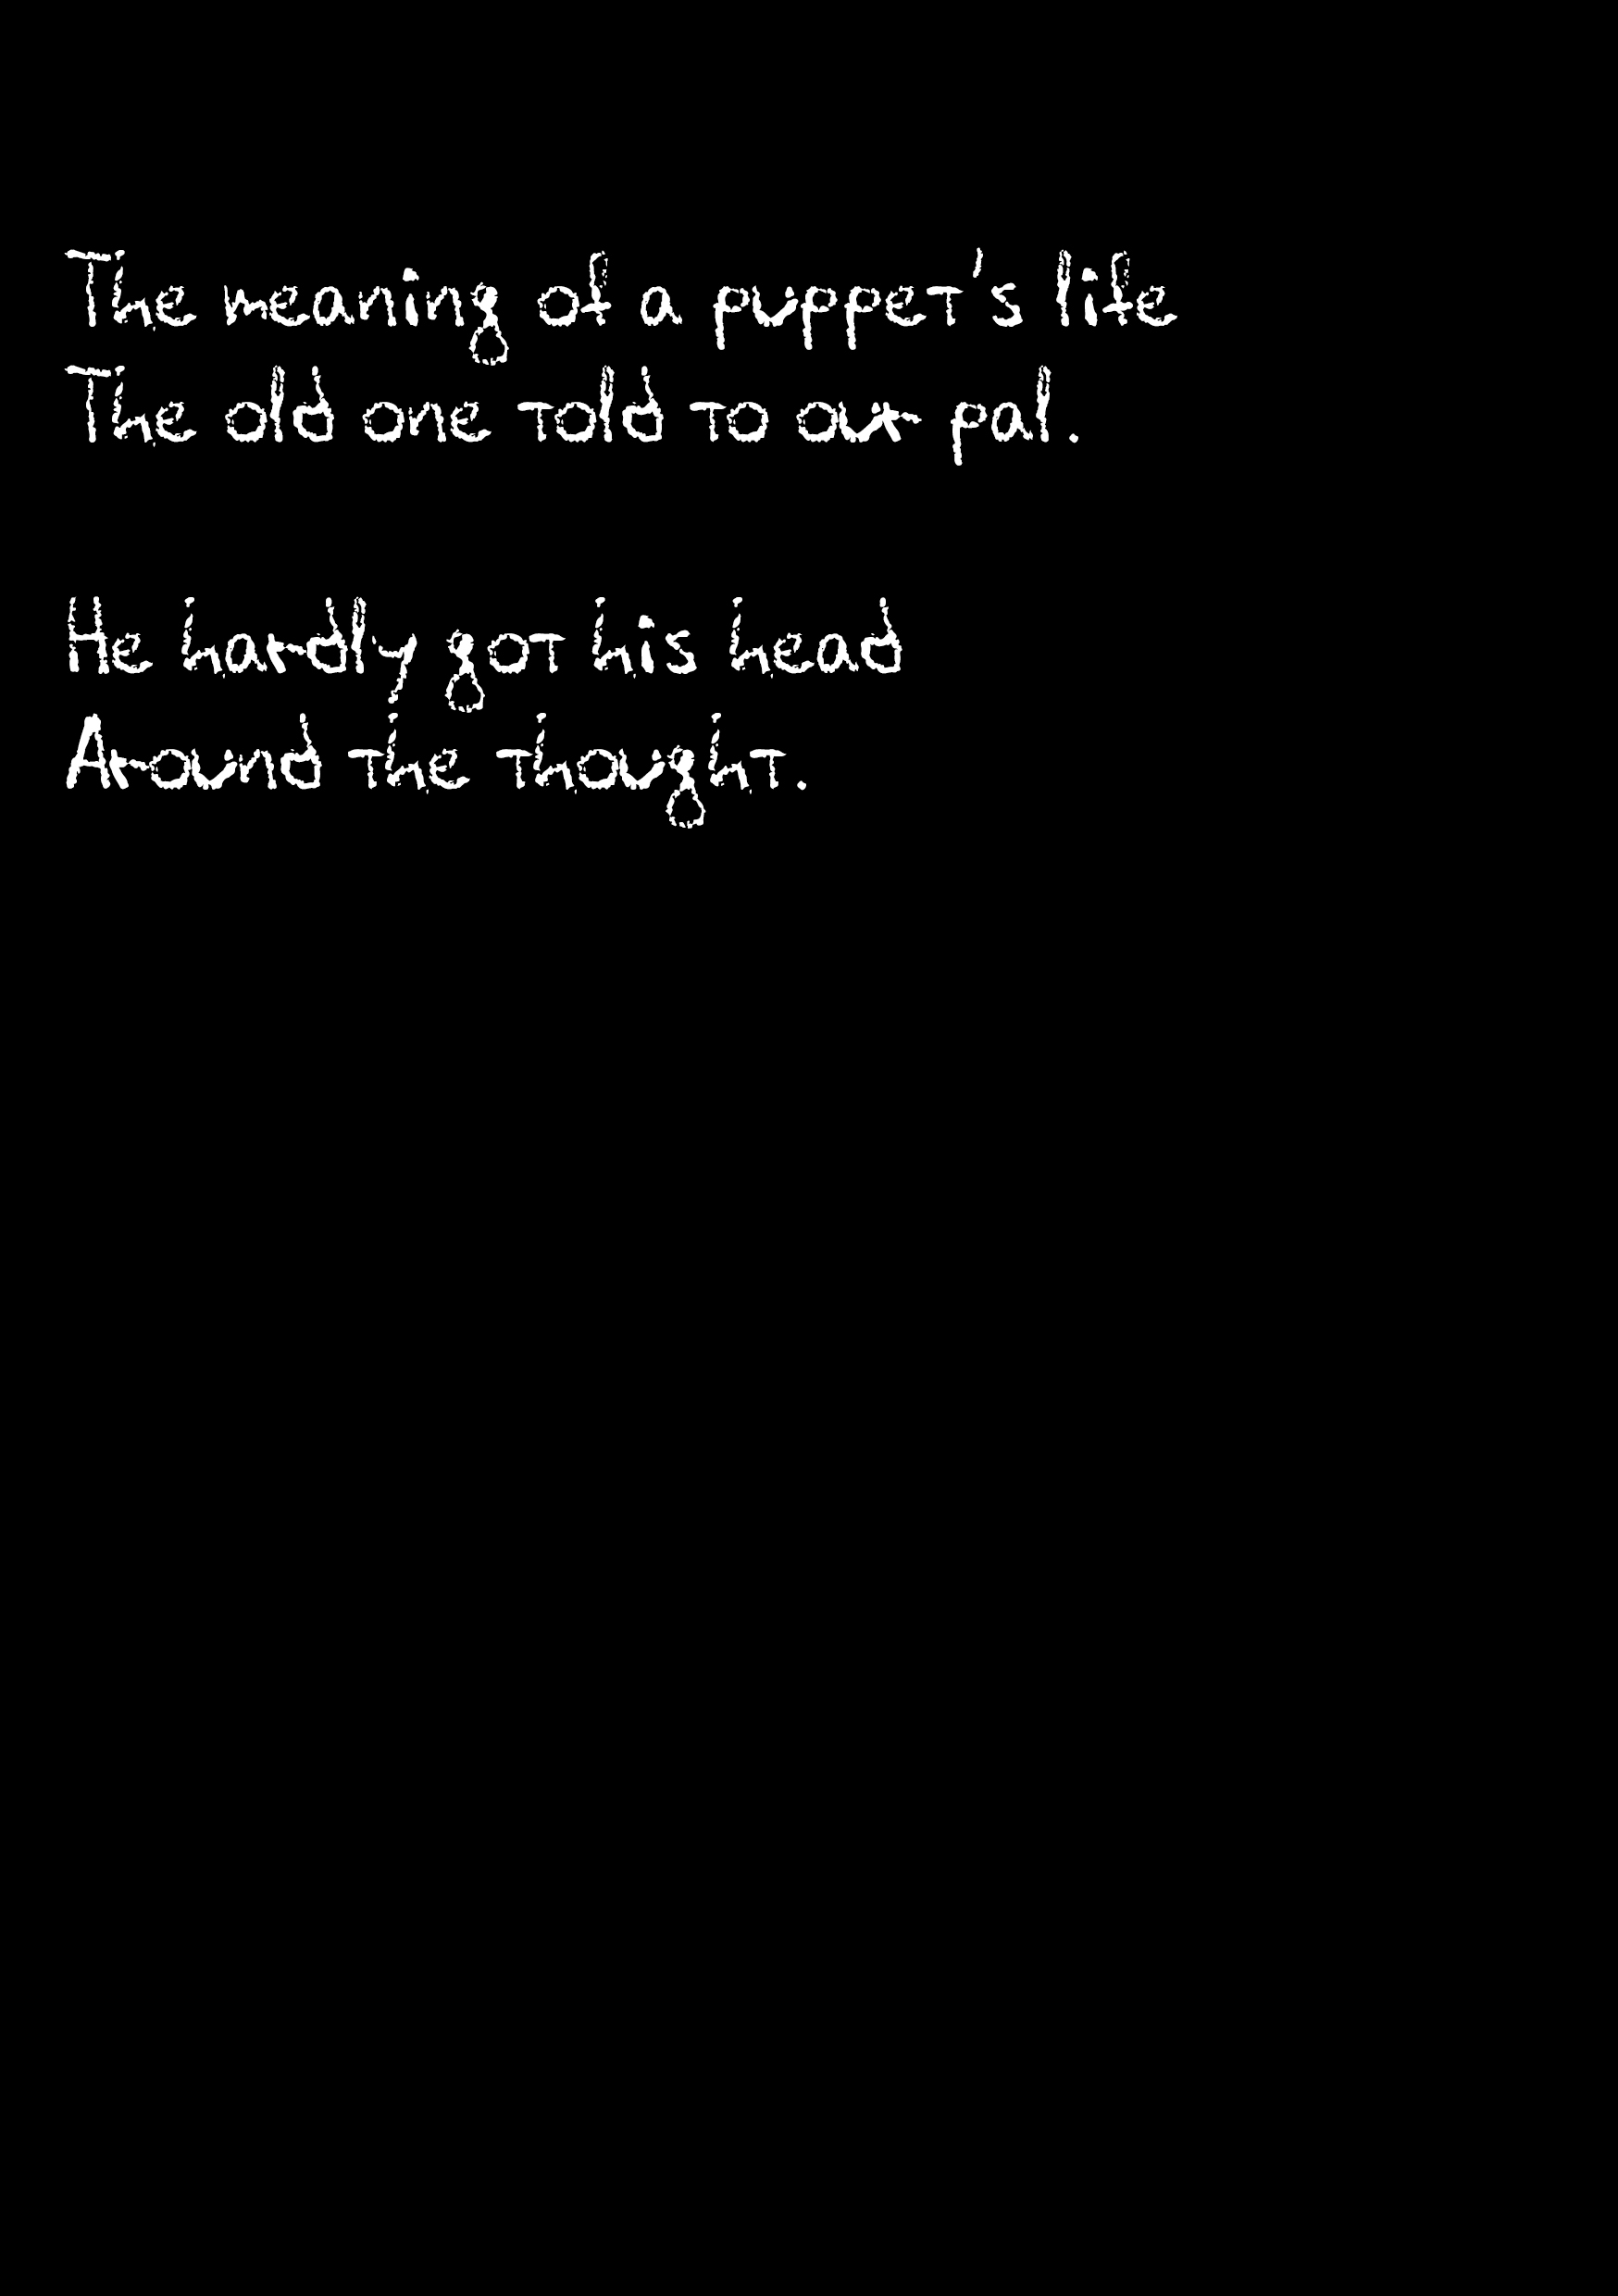 The meaning of a puppet's life
The old one told to our pal.
He hardly got his head
Around the thought.